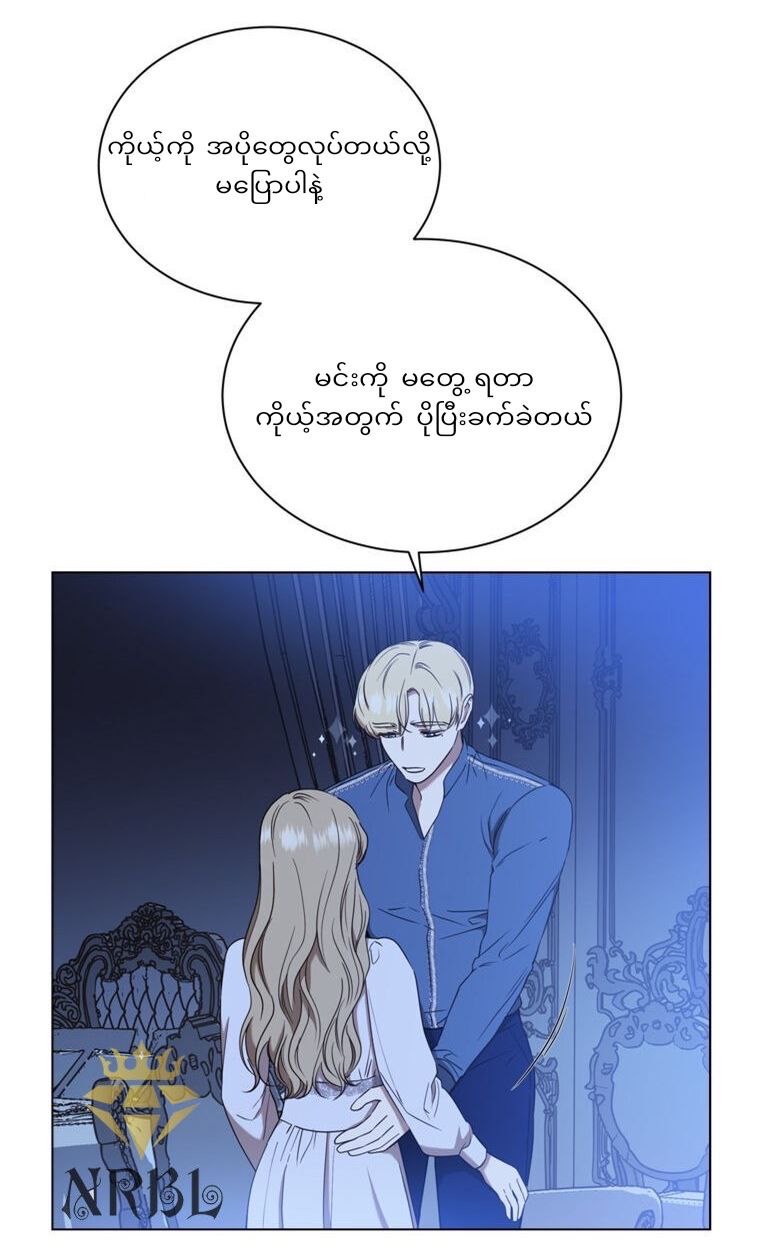 ကိုယ့်ကို အပိုတွေလုပ်တယ်လို့
မပြောပါနဲ့
မင်းကို မတွေ့ရတာ
ကိုယ့်အတွက် ပိုပြီးခက်ခဲတယ်
NRBL